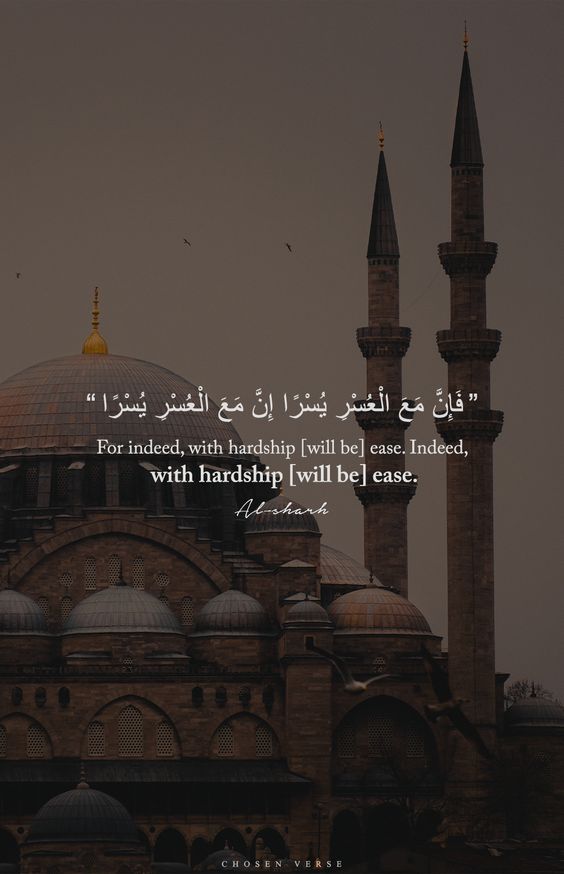 ” فَإِنَّ مَعَ الْعُسْرِ يُسْرًا إِنَّ مَعَ الْعُسْرِ يُسْرًا “
For indeed, with hardship [will be] ease. Indeed,
with hardship [will be] ease.
Al-sharh
CHOSEN VERSE